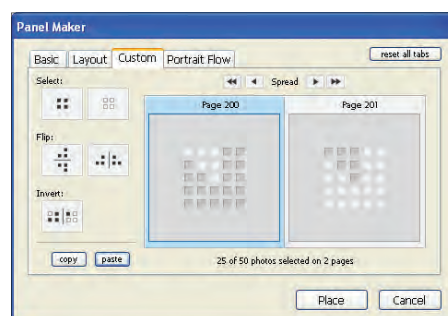 Panel Maker
Basic Layout Custom Portrait Flow reset all tabs
Select: Spread
Page 200 Page 201
Flip:
Invert:
copy paste 25 of 50 photos selected on 2 pages
Place Cancel